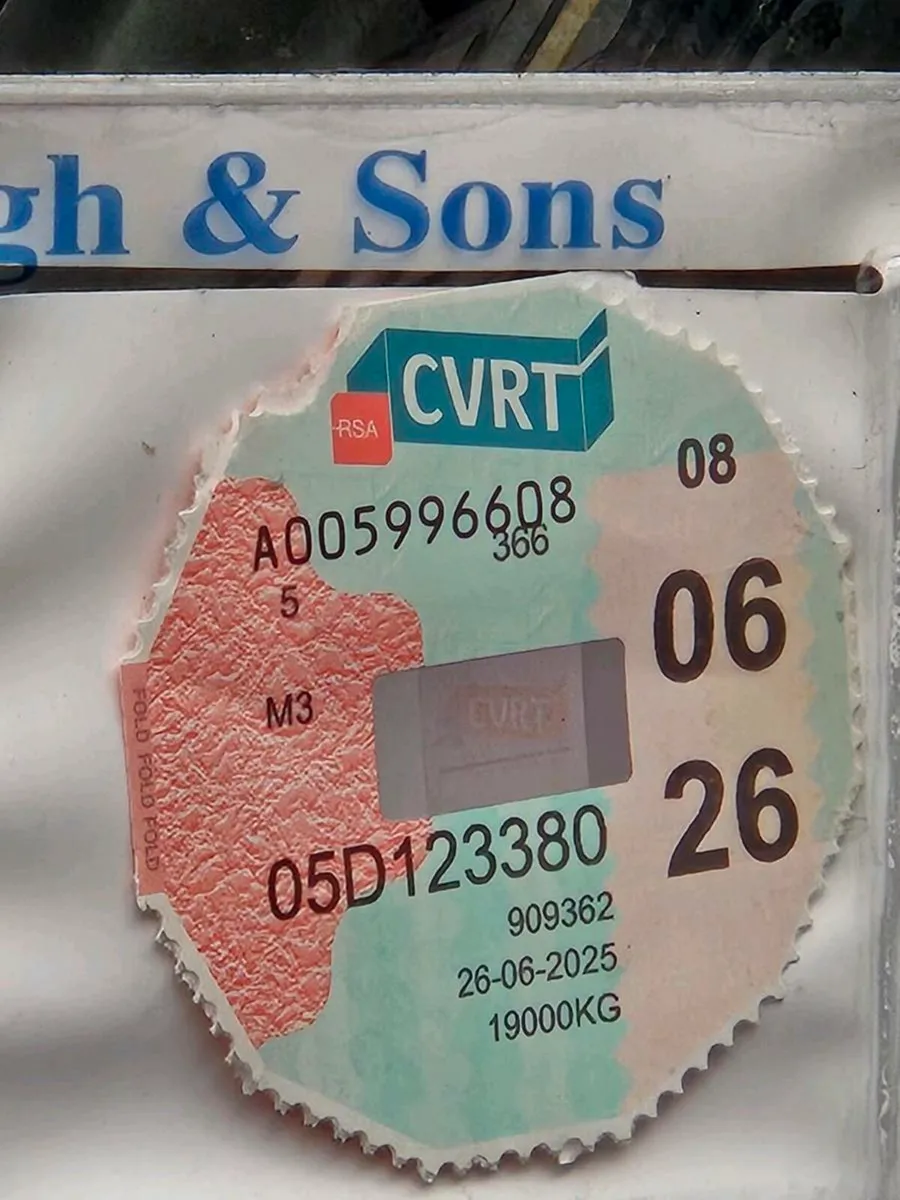 gh & Sons
CVRT
RSA
08
A005996608
366
5
06
M3
CVRT
FOLD FOLD FOLD
26
05D123380
909362
26-06-2025
19000KG